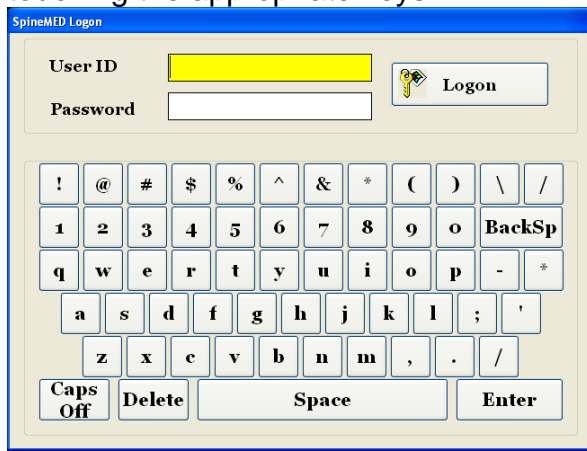 SpineMED Logon
User ID
Logon
Password
! @ # $ % ^ & * ( ) \ /
1 2 3 4 5 6 7 8 9 0 BackSp
q w e r t y u i o p - *
a s d f g h j k l ; '
z x c v b n m , . /
Caps Off Delete Space Enter